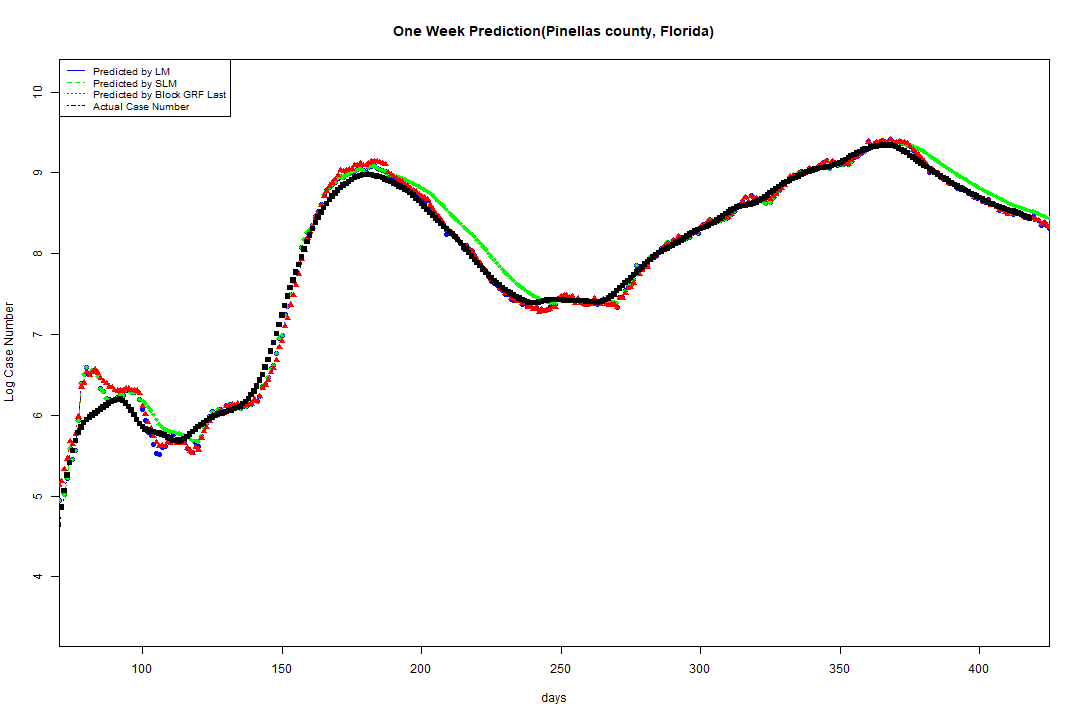 One Week Prediction(Pinellas county, Florida)
Predicted by LM
Predicted by SLM
Predicted by Block GRF Last
Actual Case Number
10
9
8
7
6
5
4
Log Case Number
100 150 200 250 300 350 400
days